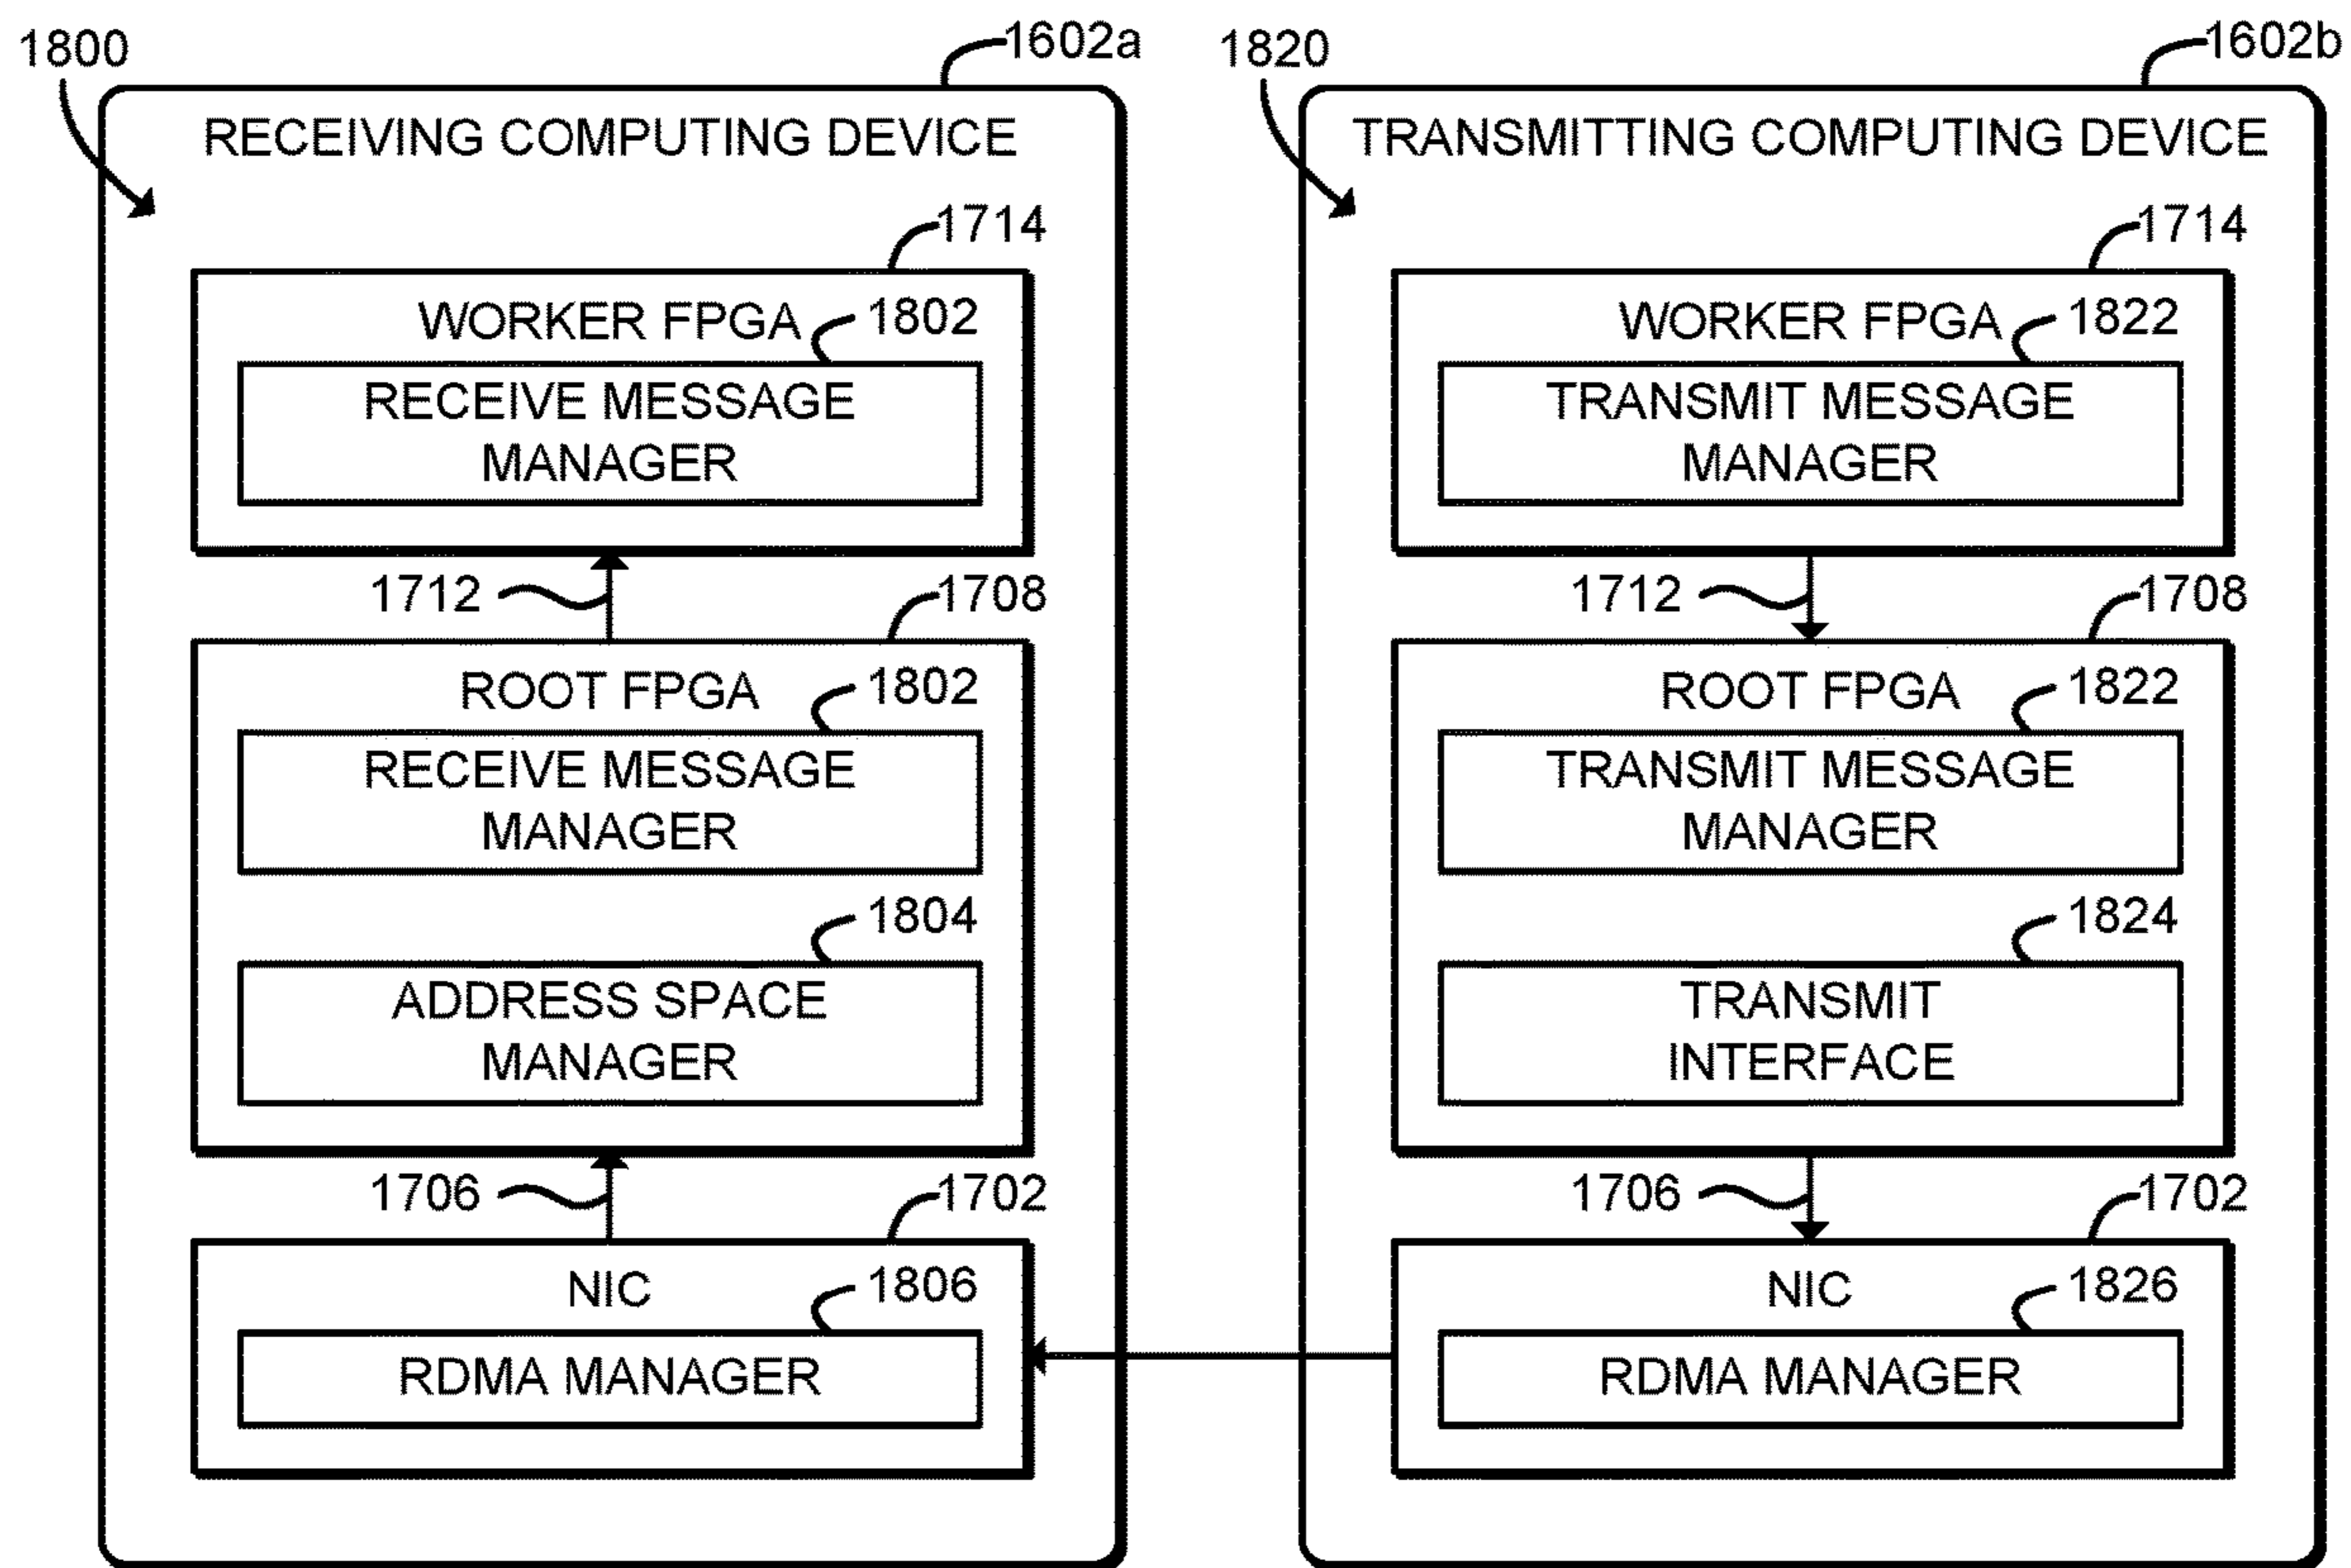 1800
1602a
RECEIVING COMPUTING DEVICE
1714
WORKER FPGA
1802
RECEIVE MESSAGE
MANAGER
1712
1708
ROOT FPGA
1802
RECEIVE MESSAGE
MANAGER
1804
ADDRESS SPACE
MANAGER
1706
1702
NIC
1806
RDMA MANAGER
1820
1602b
TRANSMITTING COMPUTING DEVICE
1714
WORKER FPGA
1822
TRANSMIT MESSAGE
MANAGER
1712
1708
ROOT FPGA
1822
TRANSMIT MESSAGE
MANAGER
1824
TRANSMIT
INTERFACE
1706
1702
NIC
1826
RDMA MANAGER